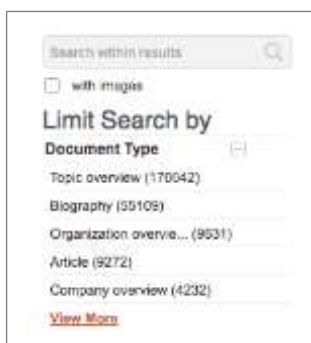 Search within results
with images
Limit Search by
Document Type
Topic overview (170042)
Biography (55109)
Organization overvie... (9531)
Article (9272)
Company overview (4232)
View More